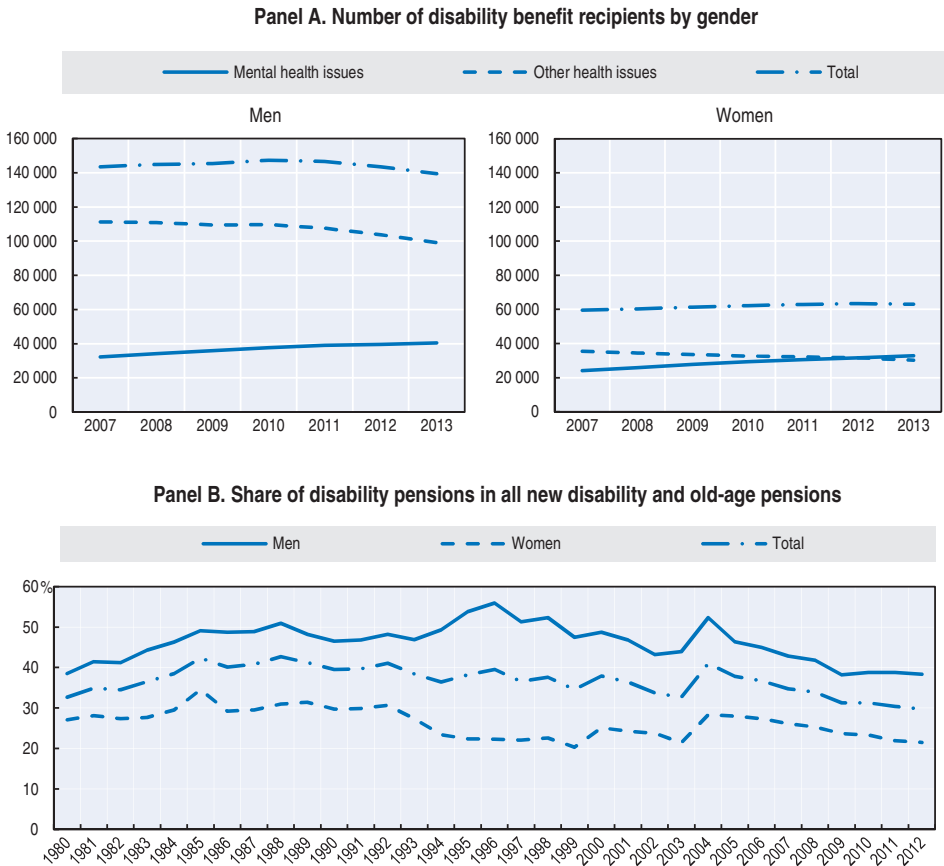 Panel A. Number of disability benefit recipients by gender
Mental health issues Other health issues Total
Men
160 000
140 000
120 000
100 000
80 000
60 000
40 000
20 000
0
2007 2008 2009 2010 2011 2012 2013
Women
160 000
140 000
120 000
100 000
80 000
60 000
40 000
20 000
0
2007 2008 2009 2010 2011 2012 2013
Panel B. Share of disability pensions in all new disability and old-age pensions
Men Women Total
60 %
50
40
30
20
10
0
1980 1981 1982 1983 1984 1985 1986 1987 1988 1989 1990 1991 1992 1993 1994 1995 1996 1997 1998 1999 2000 2001 2002 2003 2004 2005 2006 2007 2008 2009 2010 2011 2012